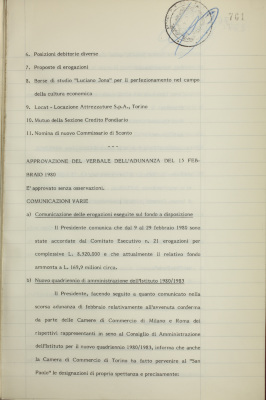 761
6. Posizioni debitorie diverse
7. Proposte di erogazioni
8. Borse di studio "Luciano Jona" per il perfezionamento nel campo
della cultura economica
9. Locat - Locazione Attrezzature S.p.A., Torino
10. Mutuo della Sezione Credito Fondiario
11. Nomina di nuovo Commissario di Sconto
- - -
APPROVAZIONE DEL VERBALE DELL'ADUNANZA DEL 15 FEB-
BRAIO 1980
E' approvato senza osservazioni.
COMUNICAZIONI VARIE
a) Comunicazione delle erogazioni eseguite sul fondo a disposizione
Il Presidente comunica che dal 9 al 29 febbraio 1980 sono
state accordate dal Comitato Esecutivo n. 21 erogazioni per
complessive L. 8.920.000 e che attualmente il relativo fondo
ammonta a L. 169,9 milioni circa.
b) Nuovo quadriennio di amministrazione dell'Istituto 1980/1983
Il Presidente, facendo seguito a quanto comunicato nella
scorsa adunanza di febbraio relativamente all'avvenuta conferma
da parte delle Camere di Commercio di Milano e Roma dei
rispettivi rappresentanti in seno al Consiglio di Amministrazione
dell'Istituto per il nuovo quadriennio 1980/1983, informa che anche
la Camera di Commercio di Torino ha fatto pervenire al "San
Paolo" le designazioni di propria spettanza e precisamente: